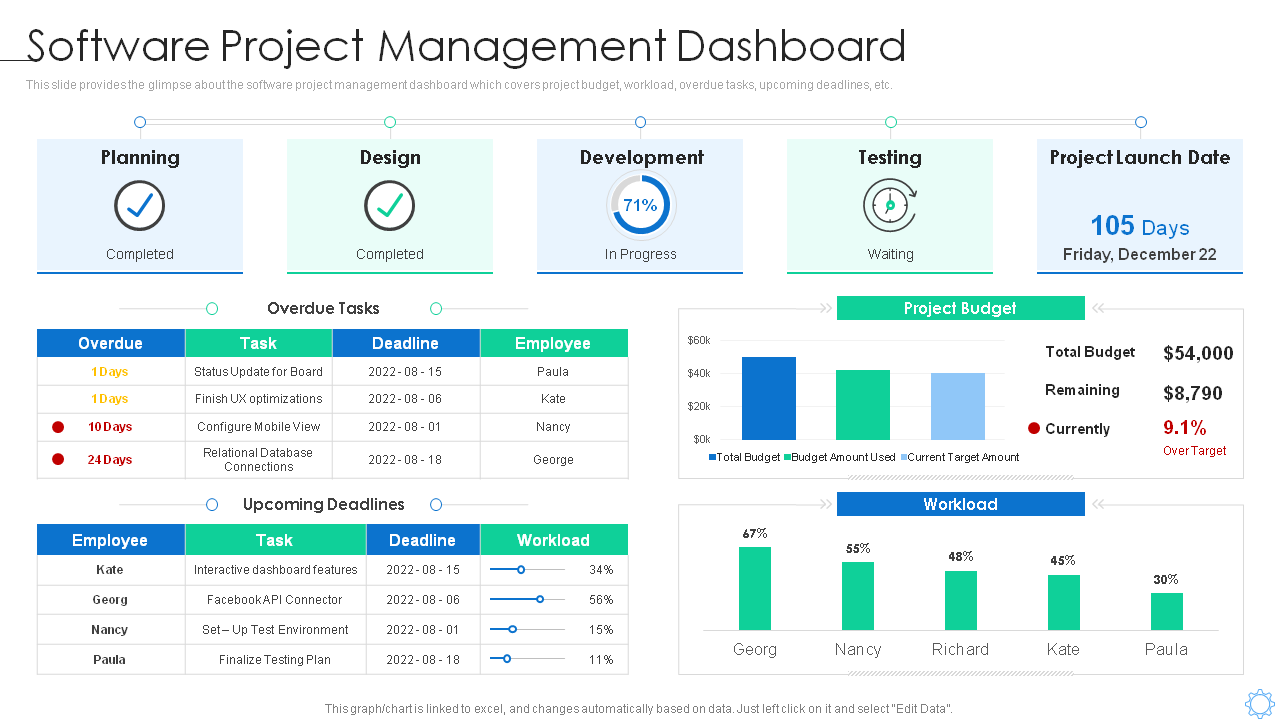 Software Project Management Dashboard
This slide provides the glimpse about the software project management dashboard which covers project budget, workload, overdue tasks, upcoming deadlines, etc.
Planning
Completed
Design
Completed
Development
71%
In Progress
Testing
Waiting
Project Launch Date
105 Days
Friday, December 22
Overdue Tasks
Overdue Task Deadline Employee
1 Days Status Update for Board 2022 - 08 - 15 Paula
1 Days Finish UX optimizations 2022 - 08 - 06 Kate
10 Days Configure Mobile View 2022 - 08 - 01 Nancy
24 Days Relational Database Connections 2022 - 08 - 18 George
Upcoming Deadlines
Employee Task Deadline Workload
Kate Interactive dashboard features 2022 - 08 - 15 34%
Georg Facebook API Connector 2022 - 08 - 06 56%
Nancy Set – Up Test Environment 2022 - 08 - 01 15%
Paula Finalize Testing Plan 2022 - 08 - 18 11%
Project Budget
$60k
$40k
$20k
$0k
Total Budget Budget Amount Used Current Target Amount
Total Budget $54,000
Remaining $8,790
Currently 9.1%
Over Target
Workload
67% 55% 48% 45% 30%
Georg Nancy Richard Kate Paula
This graph/chart is linked to excel, and changes automatically based on data. Just left click on it and select "Edit Data".